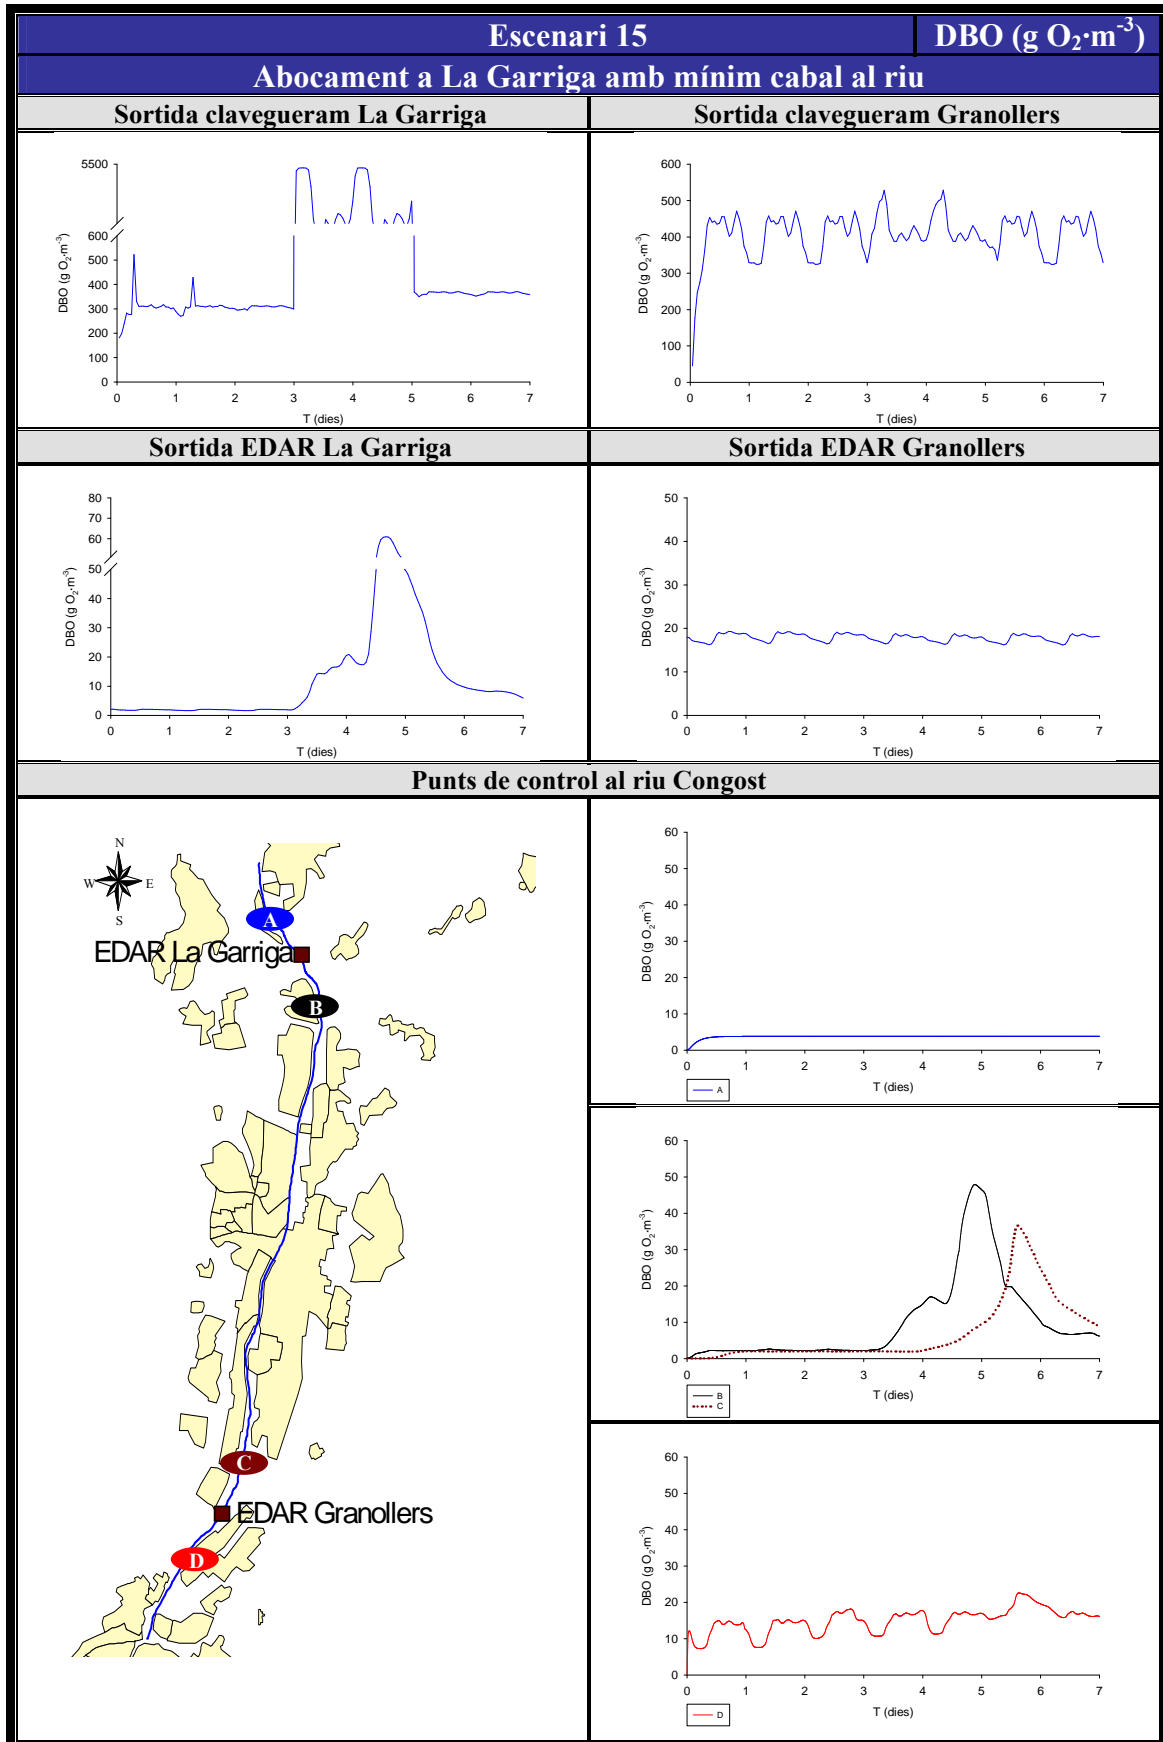 Escenari 15
DBO (g O₂·m⁻³)
Abocament a La Garriga amb mínim cabal al riu
Sortida clavegueram La Garriga
Sortida clavegueram Granollers
5500
600
500
400
300
200
100
0
DBO (g O₂·m⁻³)
0 1 2 3 4 5 6 7
T (dies)
600
500
400
300
200
100
0
DBO (g O₂·m⁻³)
0 1 2 3 4 5 6 7
T (dies)
Sortida EDAR La Garriga
Sortida EDAR Granollers
80
70
60
50
40
30
20
10
0
DBO (g O₂·m⁻³)
0 1 2 3 4 5 6 7
T (dies)
50
40
30
20
10
0
DBO (g O₂·m⁻³)
0 1 2 3 4 5 6 7
T (dies)
Punts de control al riu Congost
N
W E
S
A
EDAR La Garriga
B
C
EDAR Granollers
D
60
50
40
30
20
10
0
DBO (g O₂·m⁻³)
0 1 2 3 4 5 6 7
T (dies)
A
60
50
40
30
20
10
0
DBO (g O₂·m⁻³)
0 1 2 3 4 5 6 7
T (dies)
B
C
60
50
40
30
20
10
0
DBO (g O₂·m⁻³)
0 1 2 3 4 5 6 7
T (dies)
D